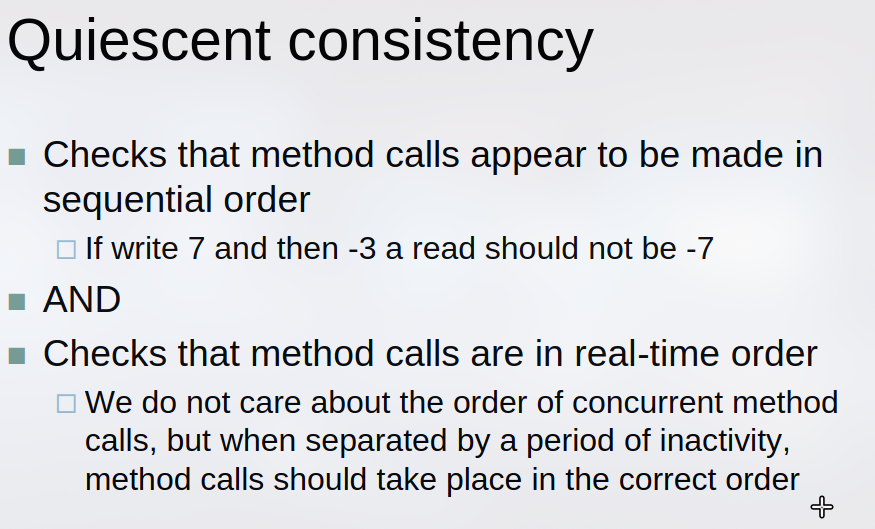 Quiescent consistency
Checks that method calls appear to be made in
sequential order
If write 7 and then -3 a read should not be -7
AND
Checks that method calls are in real-time order
We do not care about the order of concurrent method
calls, but when separated by a period of inactivity,
method calls should take place in the correct order